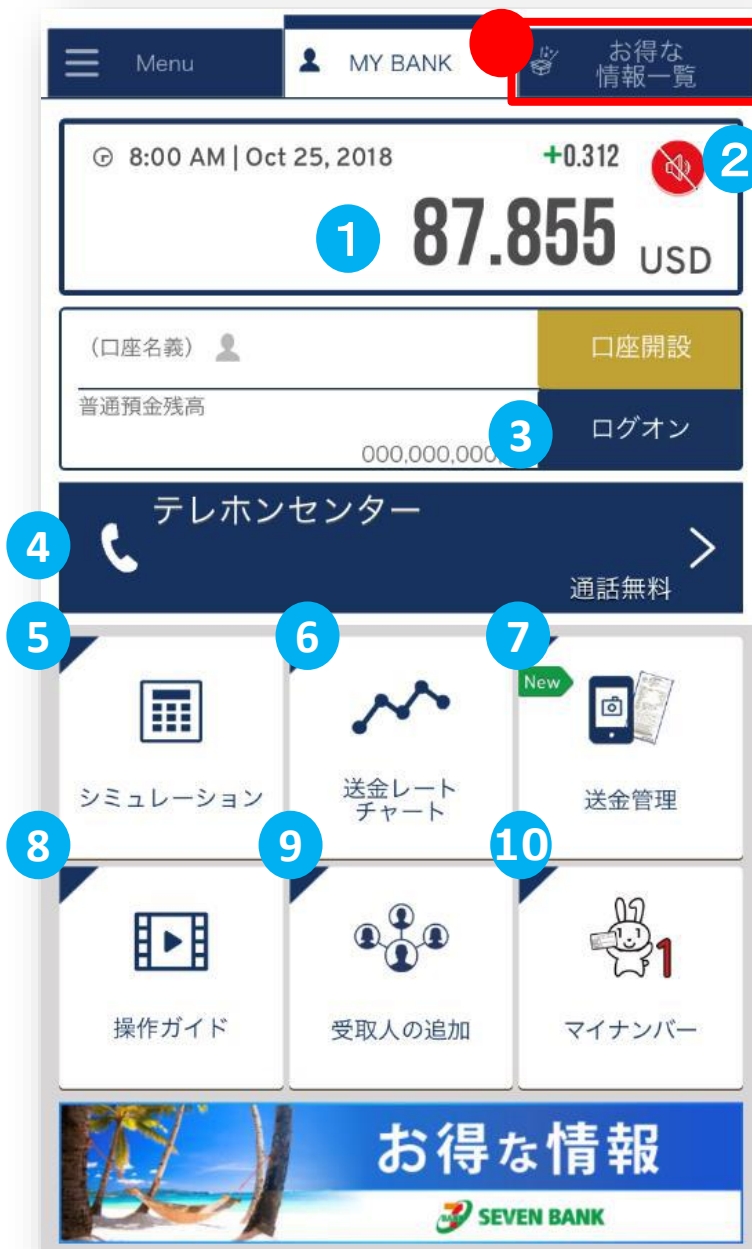 Menu
MY BANK
お得な
情報一覧
8:00 AM | Oct 25, 2018
+0.312
2
1
87.855 USD
(口座名義)
口座開設
普通預金残高
3
ログオン
000,000,000
テレホンセンター
4
通話無料
5
6
7
New
シミュレーション
送金レート
チャート
送金管理
8
9
10
1
操作ガイド
受取人の追加
マイナンバー
お得な情報
SEVEN BANK